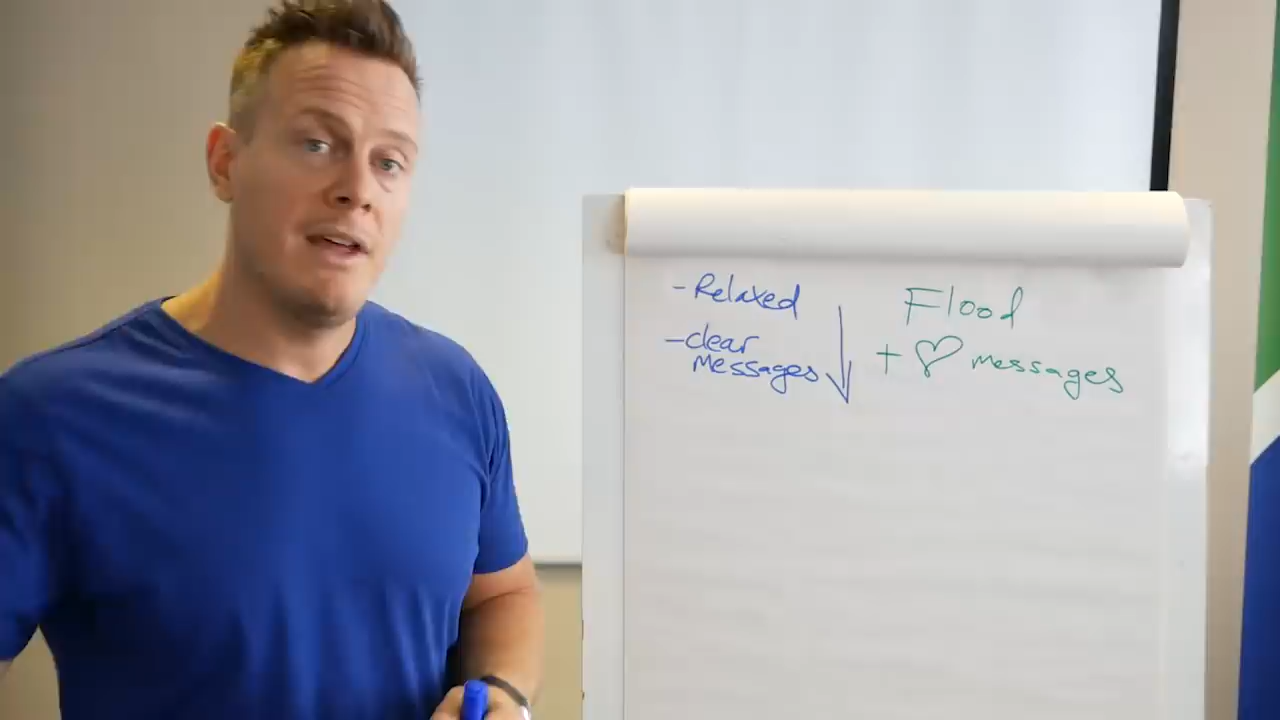 - Relaxed
- clear
messages
Flood
+ ♡ messages